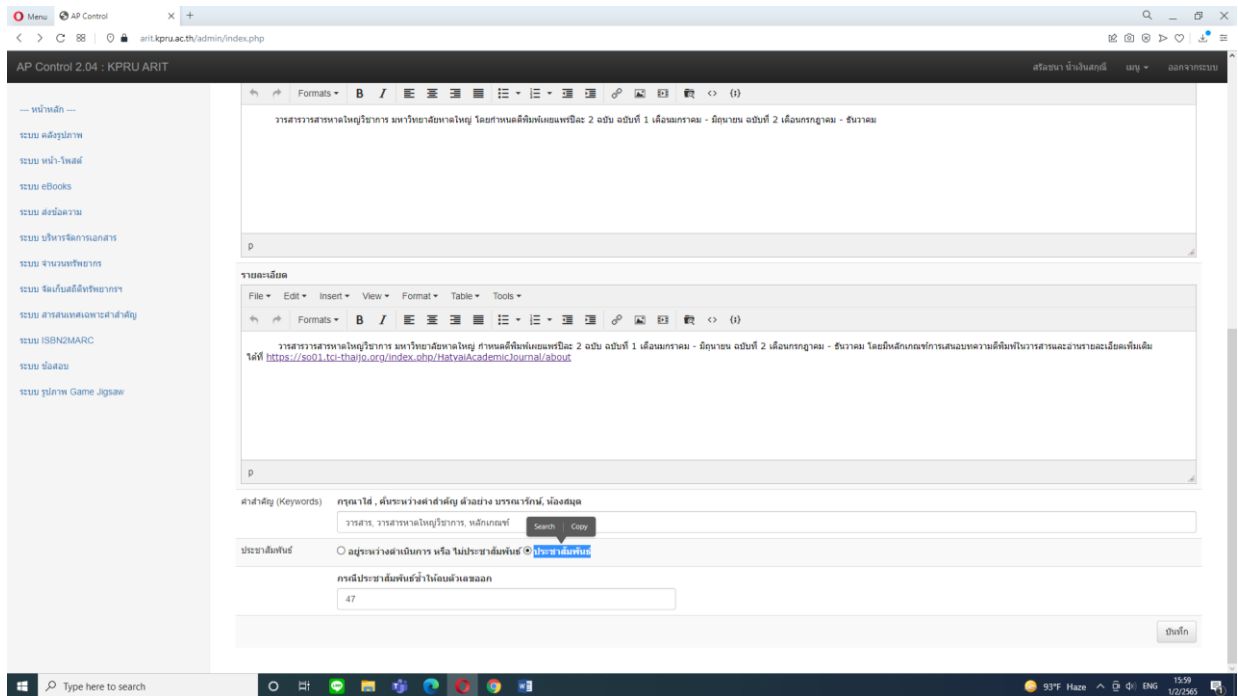 Menu
AP Control
arit.kpru.ac.th/admin/index.php
AP Control 2.04 : KPRU ARIT
สร้อยชนา น้ำเงินสกุณี เมนู ออกจากระบบ
--- หน้าหลัก ---
ระบบ คลังรูปภาพ
ระบบ หน้า-โพสต์
ระบบ eBooks
ระบบ ส่งข้อความ
ระบบ บริหารจัดการเอกสาร
ระบบ จำนวนทรัพยากร
ระบบ จัดเก็บสถิติทรัพยากรฯ
ระบบ สารสนเทศเฉพาะคำสำคัญ
ระบบ ISBN2MARC
ระบบ ข้อสอบ
ระบบ รูปภาพ Game Jigsaw
Formats B I
วารสารวารสารหาดใหญ่วิชาการ มหาวิทยาลัยหาดใหญ่ โดยกำหนดตีพิมพ์เผยแพร่ปีละ 2 ฉบับ ฉบับที่ 1 เดือนมกราคม - มิถุนายน ฉบับที่ 2 เดือนกรกฎาคม - ธันวาคม
p
รายละเอียด
File Edit Insert View Format Table Tools
Formats B I
วารสารวารสารหาดใหญ่วิชาการ มหาวิทยาลัยหาดใหญ่ กำหนดตีพิมพ์เผยแพร่ปีละ 2 ฉบับ ฉบับที่ 1 เดือนมกราคม - มิถุนายน ฉบับที่ 2 เดือนกรกฎาคม - ธันวาคม โดยมีหลักเกณฑ์การเสนอบทความตีพิมพ์ในวารสารและอ่านรายละเอียดเพิ่มเติม
ได้ที่ https://so01.tci-thaijo.org/index.php/HatyaiAcademicJournal/about
p
คำสำคัญ (Keywords) กรุณาใส่ , คั่นระหว่างคำสำคัญ ตัวอย่าง บรรณารักษ์, ห้องสมุด
วารสาร, วารสารหาดใหญ่วิชาการ, หลักเกณฑ์
Search Copy
ประชาสัมพันธ์ อยู่ระหว่างดำเนินการ หรือ ไม่ประชาสัมพันธ์ ประชาสัมพันธ์
กรณีประชาสัมพันธ์ซ้ำให้ลบตัวเลขออก
47
บันทึก
Type here to search
93°F Haze ENG
15:59
1/2/2565